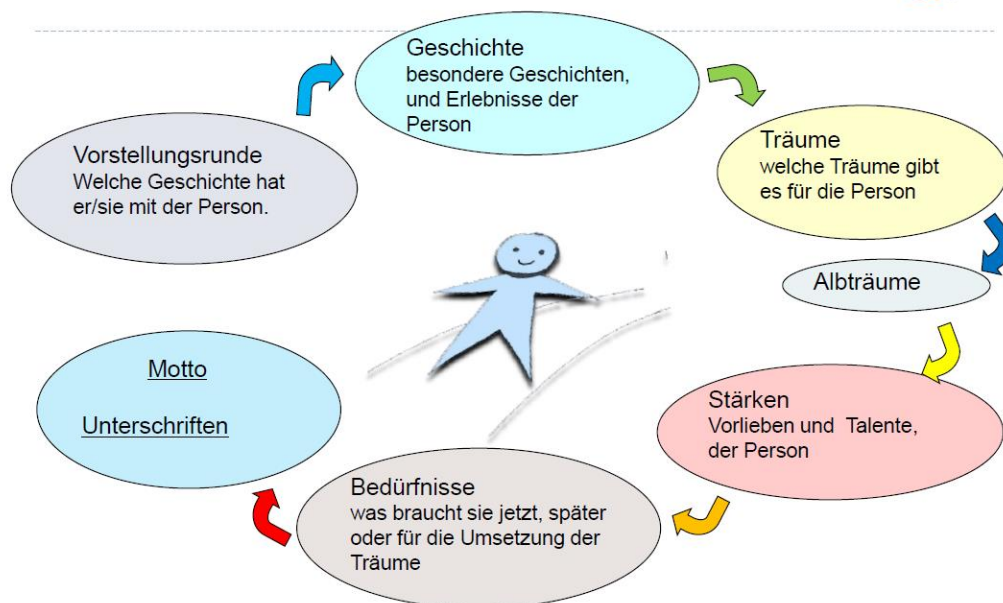 Vorstellungsrunde
Welche Geschichte hat
er/sie mit der Person.
Geschichte
besondere Geschichten,
und Erlebnisse der
Person
Träume
welche Träume gibt
es für die Person
Albträume
Stärken
Vorlieben und Talente,
der Person
Bedürfnisse
was braucht sie jetzt, später
oder für die Umsetzung der
Träume
Motto
Unterschriften